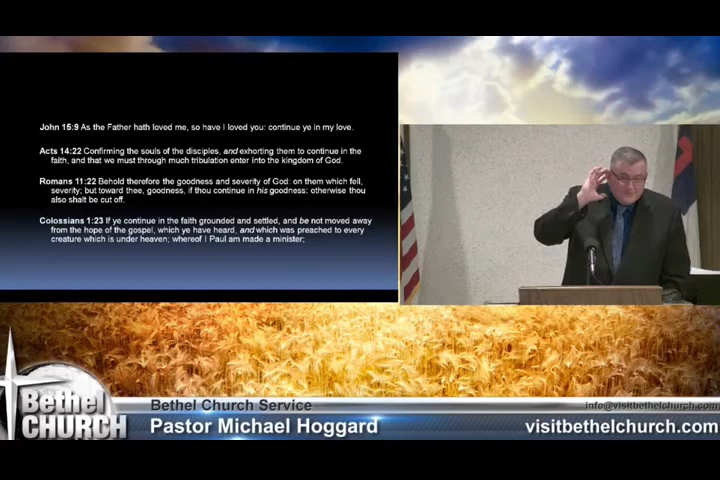 John 15:9 As the Father hath loved me, so have I loved you: continue ye in my love.
Acts 14:22 Confirming the souls of the disciples, and exhorting them to continue in the
faith, and that we must through much tribulation enter into the kingdom of God.
Romans 11:22 Behold therefore the goodness and severity of God: on them which fell,
severity; but toward thee, goodness, if thou continue in his goodness: otherwise thou
also shalt be cut off.
Colossians 1:23 If ye continue in the faith grounded and settled, and be not moved away
from the hope of the gospel, which ye have heard, and which was preached to every
creature which is under heaven; whereof I Paul am made a minister;
Bethel
CHURCH
Bethel Church Service
info@visitbethelchurch.com
Pastor Michael Hoggard
visitbethelchurch.com